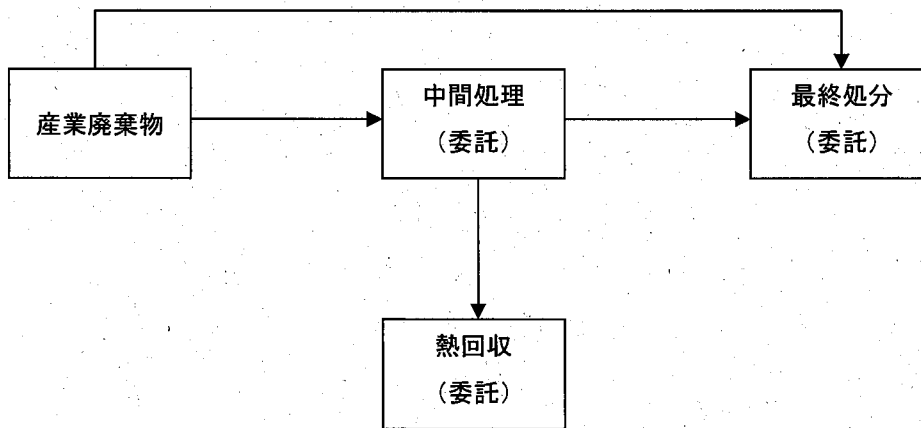 産業廃棄物
中間処理
（委託）
最終処分
（委託）
熱回収
（委託）